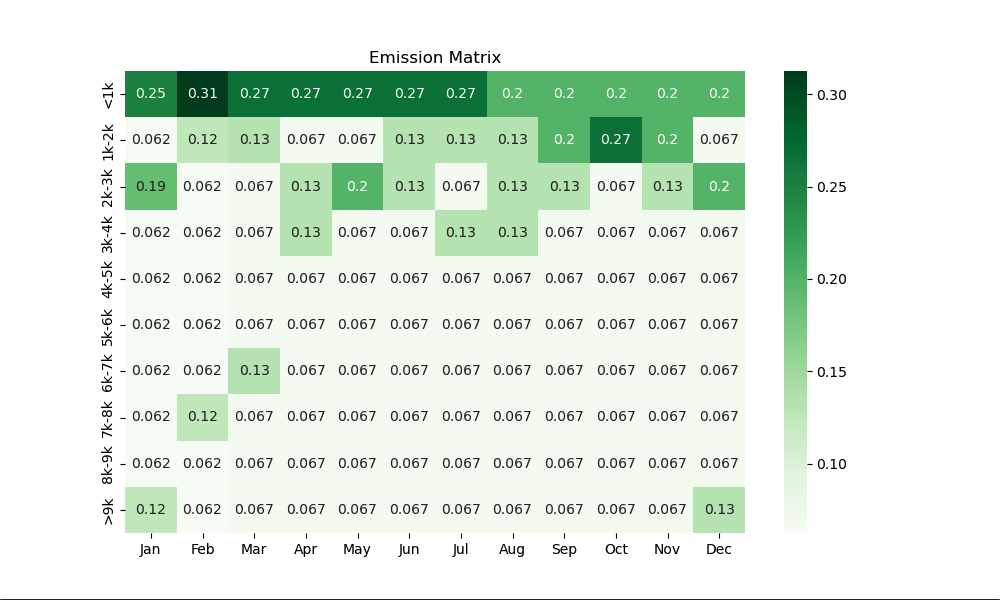 Emission Matrix
<1k 0.25 0.31 0.27 0.27 0.27 0.27 0.27 0.2 0.2 0.2 0.2 0.2 0.30
1k-2k 0.062 0.12 0.13 0.067 0.067 0.13 0.13 0.13 0.2 0.27 0.2 0.067
2k-3k 0.19 0.062 0.067 0.13 0.2 0.13 0.067 0.13 0.13 0.067 0.13 0.2 0.25
3k-4k 0.062 0.062 0.067 0.13 0.067 0.067 0.13 0.13 0.067 0.067 0.067 0.067
4k-5k 0.062 0.062 0.067 0.067 0.067 0.067 0.067 0.067 0.067 0.067 0.067 0.067 0.20
5k-6k 0.062 0.062 0.067 0.067 0.067 0.067 0.067 0.067 0.067 0.067 0.067 0.067
6k-7k 0.062 0.062 0.13 0.067 0.067 0.067 0.067 0.067 0.067 0.067 0.067 0.067 0.15
7k-8k 0.062 0.12 0.067 0.067 0.067 0.067 0.067 0.067 0.067 0.067 0.067 0.067
8k-9k 0.062 0.062 0.067 0.067 0.067 0.067 0.067 0.067 0.067 0.067 0.067 0.067 0.10
>9k 0.12 0.062 0.067 0.067 0.067 0.067 0.067 0.067 0.067 0.067 0.067 0.13
Jan Feb Mar Apr May Jun Jul Aug Sep Oct Nov Dec